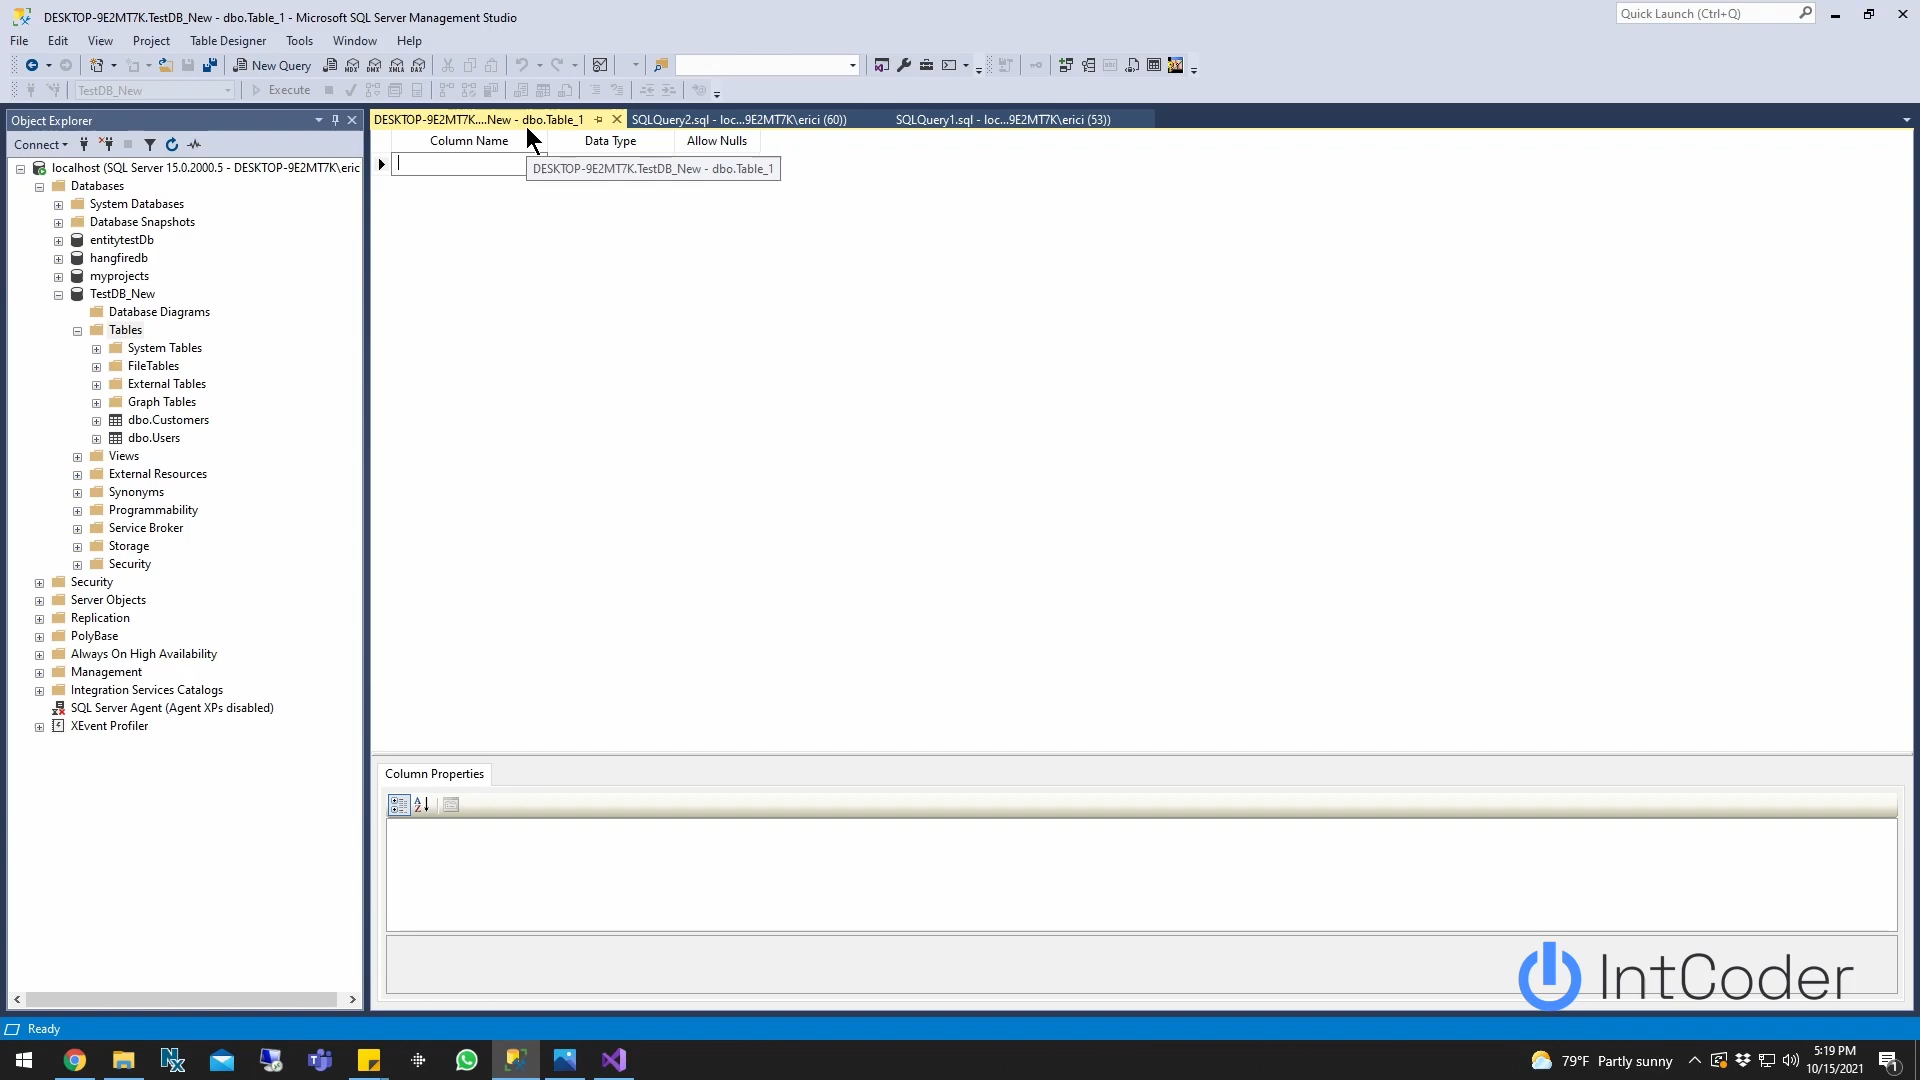 DESKTOP-9E2MT7K.TestDB_New - dbo.Table_1 - Microsoft SQL Server Management Studio
Quick Launch (Ctrl+Q)
File Edit View Project Table Designer Tools Window Help
New Query
TestDB_New
Execute
Object Explorer
DESKTOP-9E2MT7K....New - dbo.Table_1
SQLQuery2.sql - loc...9E2MT7K\erici (60))
SQLQuery1.sql - loc...9E2MT7K\erici (53))
Connect
Column Name Data Type Allow Nulls
DESKTOP-9E2MT7K.TestDB_New - dbo.Table_1
localhost (SQL Server 15.0.2000.5 - DESKTOP-9E2MT7K\eric
Databases
System Databases
Database Snapshots
entitytestDb
hangfiredb
myprojects
TestDB_New
Database Diagrams
Tables
System Tables
FileTables
External Tables
Graph Tables
dbo.Customers
dbo.Users
Views
External Resources
Synonyms
Programmability
Service Broker
Storage
Security
Security
Server Objects
Replication
PolyBase
Always On High Availability
Management
Integration Services Catalogs
SQL Server Agent (Agent XPs disabled)
XEvent Profiler
Column Properties
IntCoder
Ready
79°F Partly sunny
5:19 PM
10/15/2021
1